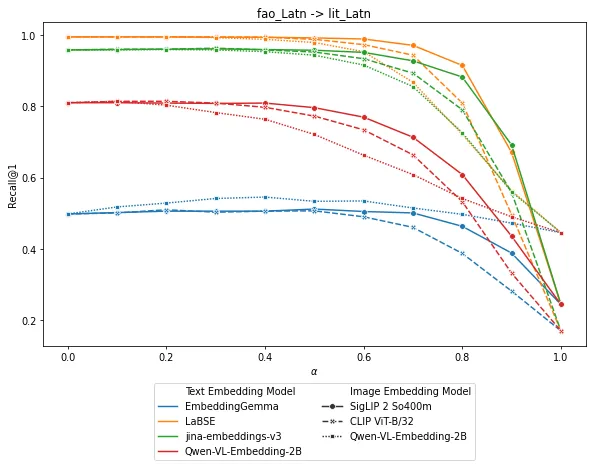 fao_Latn -> lit_Latn
Recall@1
1.0
0.8
0.6
0.4
0.2
0.0 0.2 0.4 0.6 0.8 1.0
α
Text Embedding Model
EmbeddingGemma
LaBSE
jina-embeddings-v3
Qwen-VL-Embedding-2B
Image Embedding Model
SigLIP 2 So400m
CLIP ViT-B/32
Qwen-VL-Embedding-2B